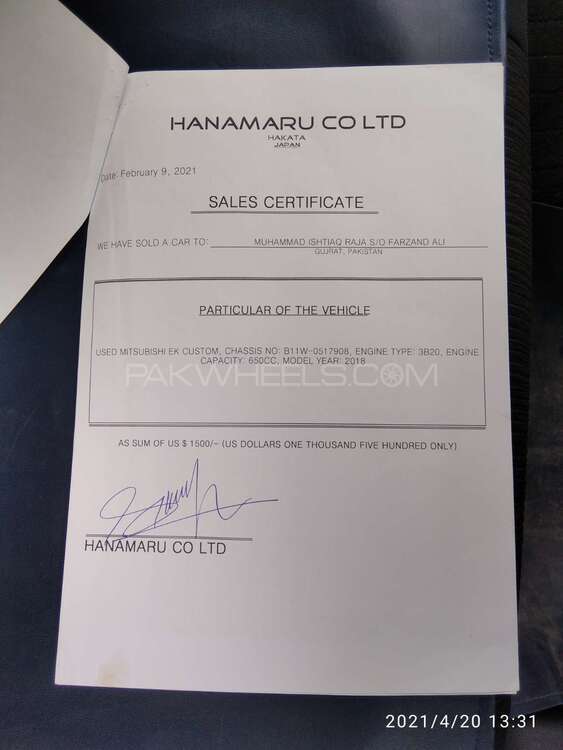 HANAMARU CO LTD
HAKATA
JAPAN
Date: February 9, 2021
SALES CERTIFICATE
WE HAVE SOLD A CAR TO: MUHAMMAD ISHTIAQ RAJA S/O FARZAND ALI
GUJRAT, PAKISTAN
PARTICULAR OF THE VEHICLE
USED MITSUBISHI EK CUSTOM, CHASSIS NO: B11W-0517908, ENGINE TYPE: 3B20, ENGINE
CAPACITY: 650CC, MODEL YEAR: 2018
PAKWHEELS.COM
AS SUM OF US $ 1500/- (US DOLLARS ONE THOUSAND FIVE HUNDRED ONLY)
HANAMARU CO LTD
2021/4/20 13:31